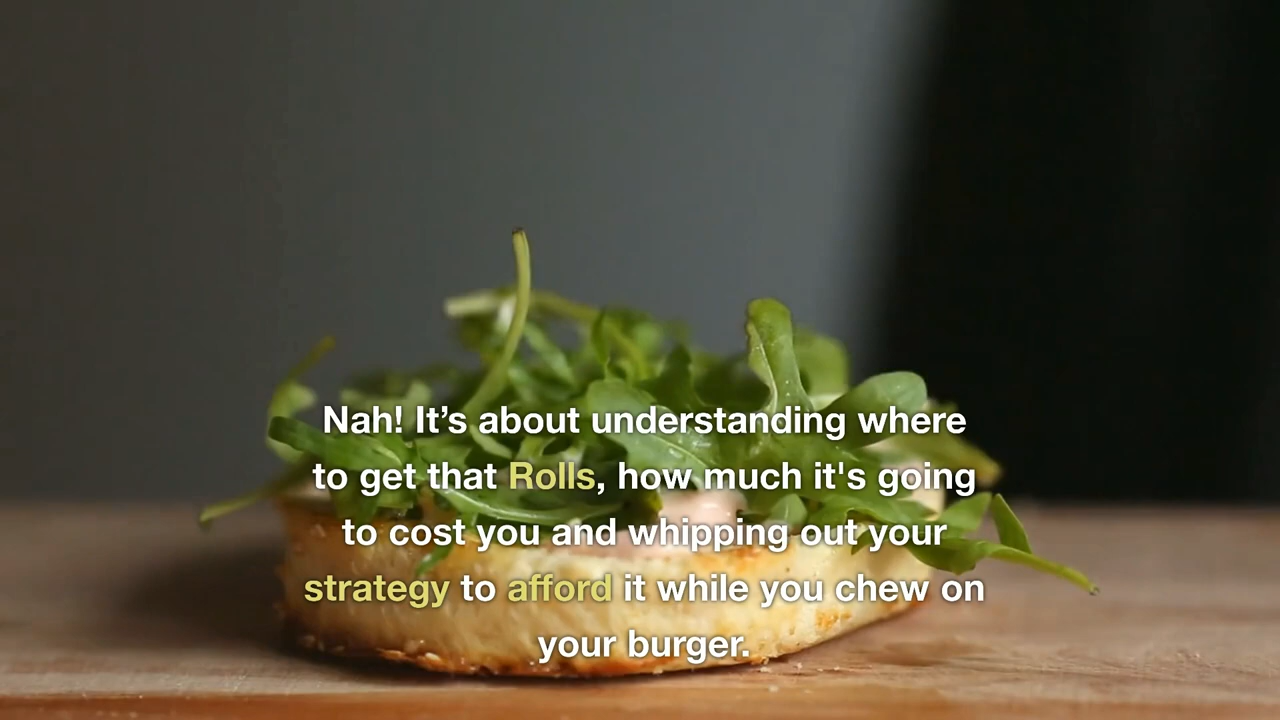 Nah! It’s about understanding where
to get that Rolls, how much it's going
to cost you and whipping out your
strategy to afford it while you chew on
your burger.